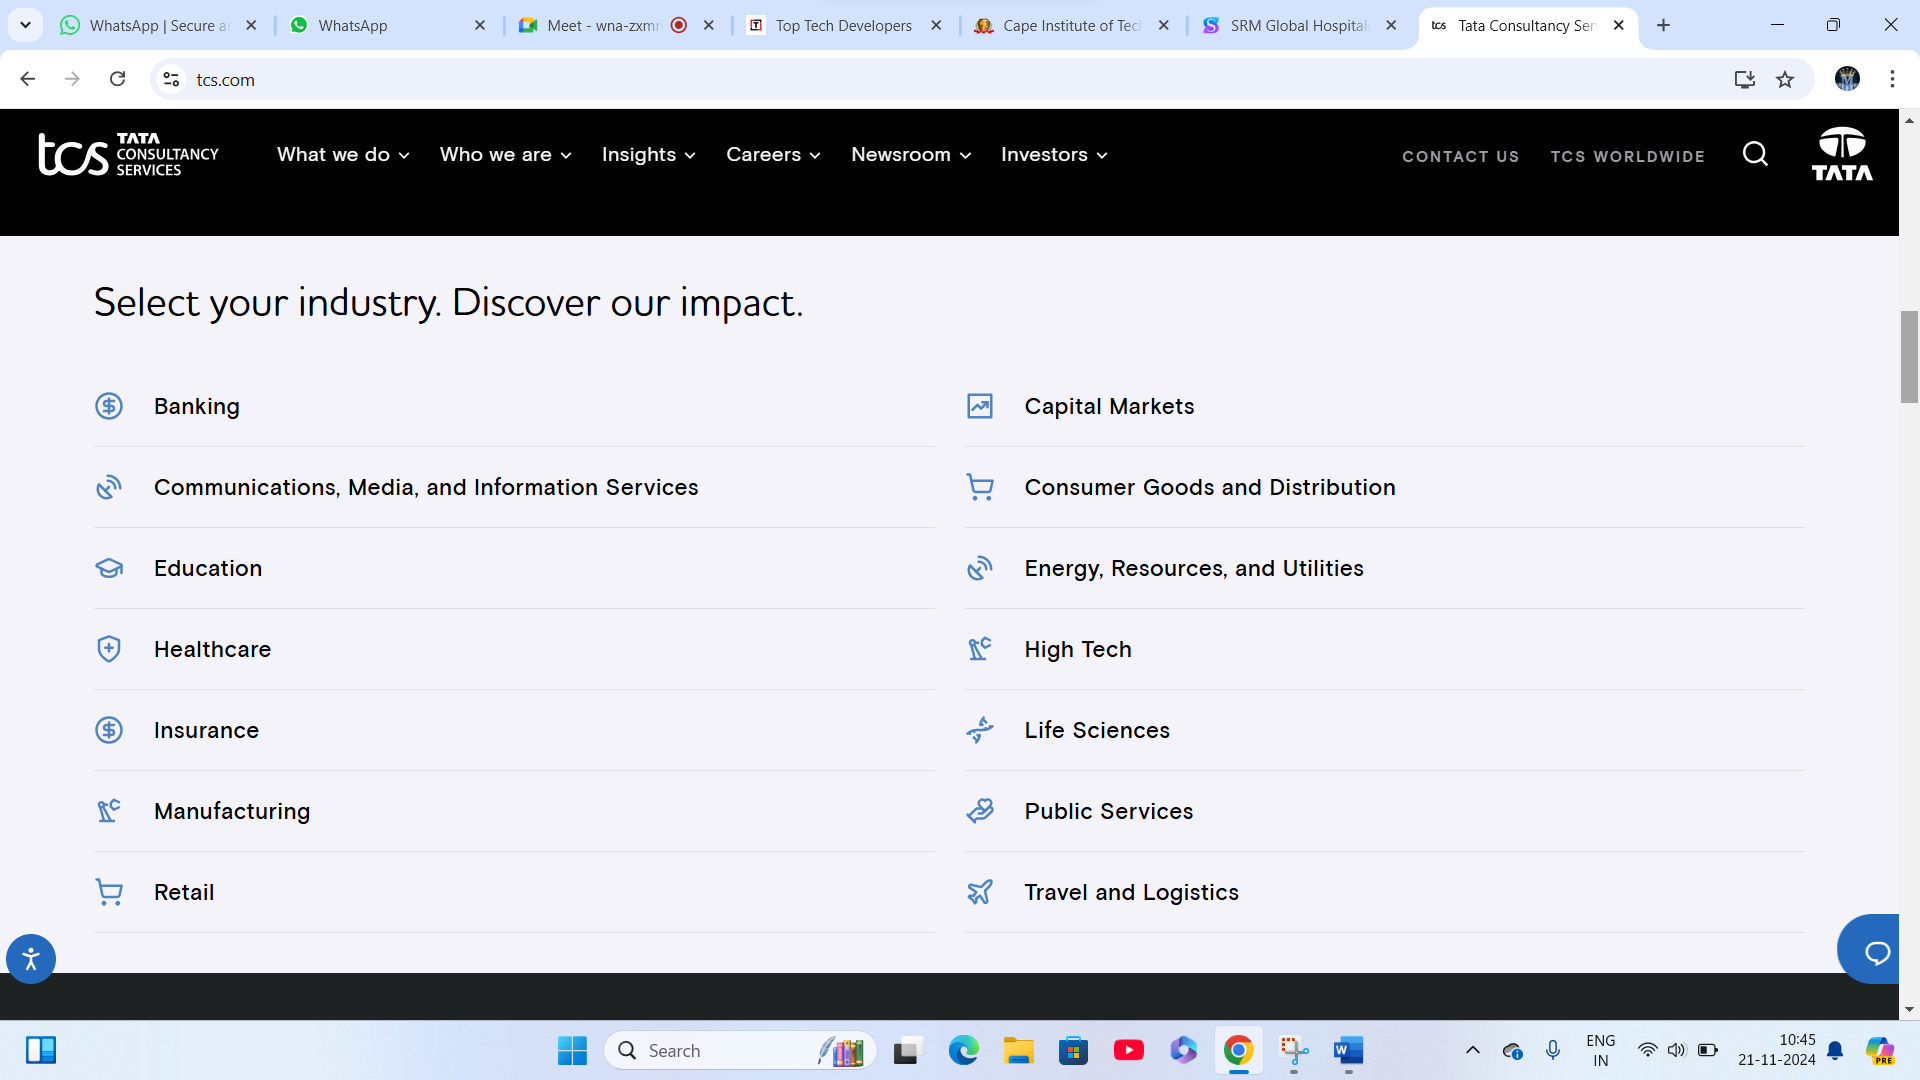 WhatsApp | Secure a
WhatsApp
Meet - wna-zxmn
Top Tech Developers
Cape Institute of Tec
SRM Global Hospital
tcs
Tata Consultancy Ser
tcs.com
tcs TATA
CONSULTANCY
SERVICES
What we do
Who we are
Insights
Careers
Newsroom
Investors
CONTACT US
TCS WORLDWIDE
TATA
Select your industry. Discover our impact.
Banking
Capital Markets
Communications, Media, and Information Services
Consumer Goods and Distribution
Education
Energy, Resources, and Utilities
Healthcare
High Tech
Insurance
Life Sciences
Manufacturing
Public Services
Retail
Travel and Logistics
Search
W
ENG
IN
10:45
21-11-2024
PRE